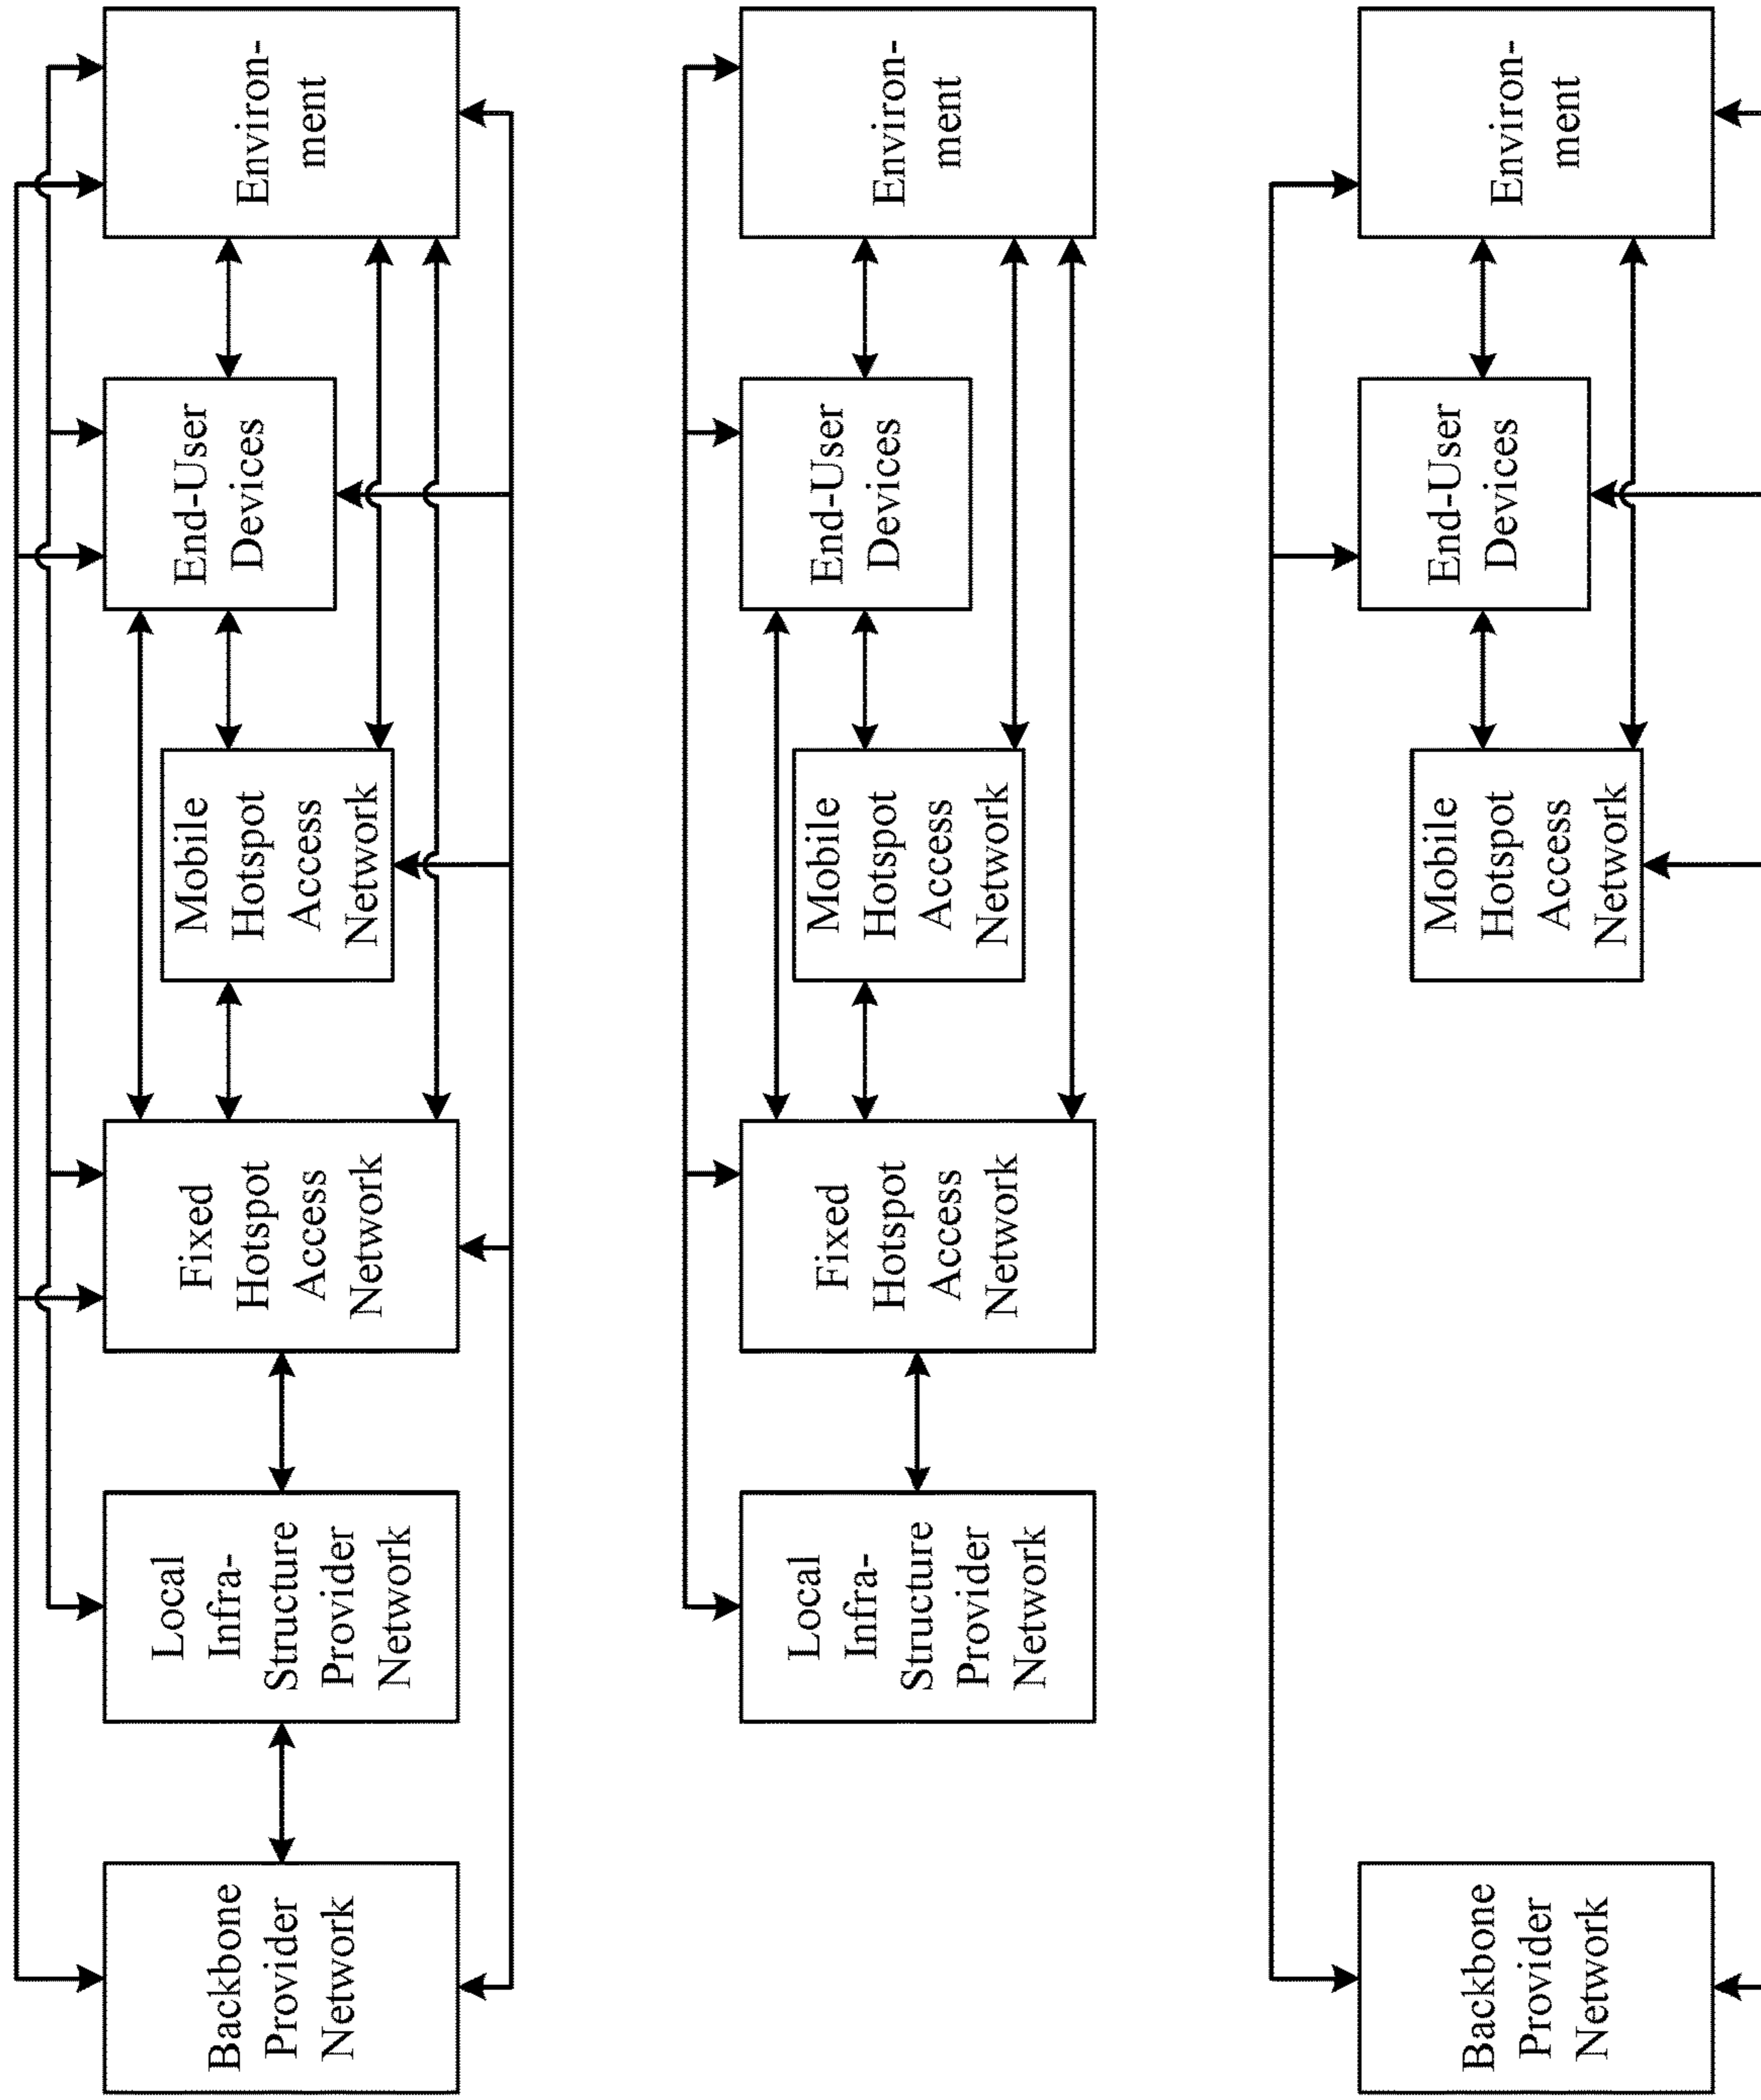 Backbone
Provider
Network
Local
Infra-
Structure
Provider
Network
Fixed
Hotspot
Access
Network
Mobile
Hotspot
Access
Network
End-User
Devices
Environ-
ment
Local
Infra-
Structure
Provider
Network
Fixed
Hotspot
Access
Network
Mobile
Hotspot
Access
Network
End-User
Devices
Environ-
ment
Backbone
Provider
Network
Mobile
Hotspot
Access
Network
End-User
Devices
Environ-
ment